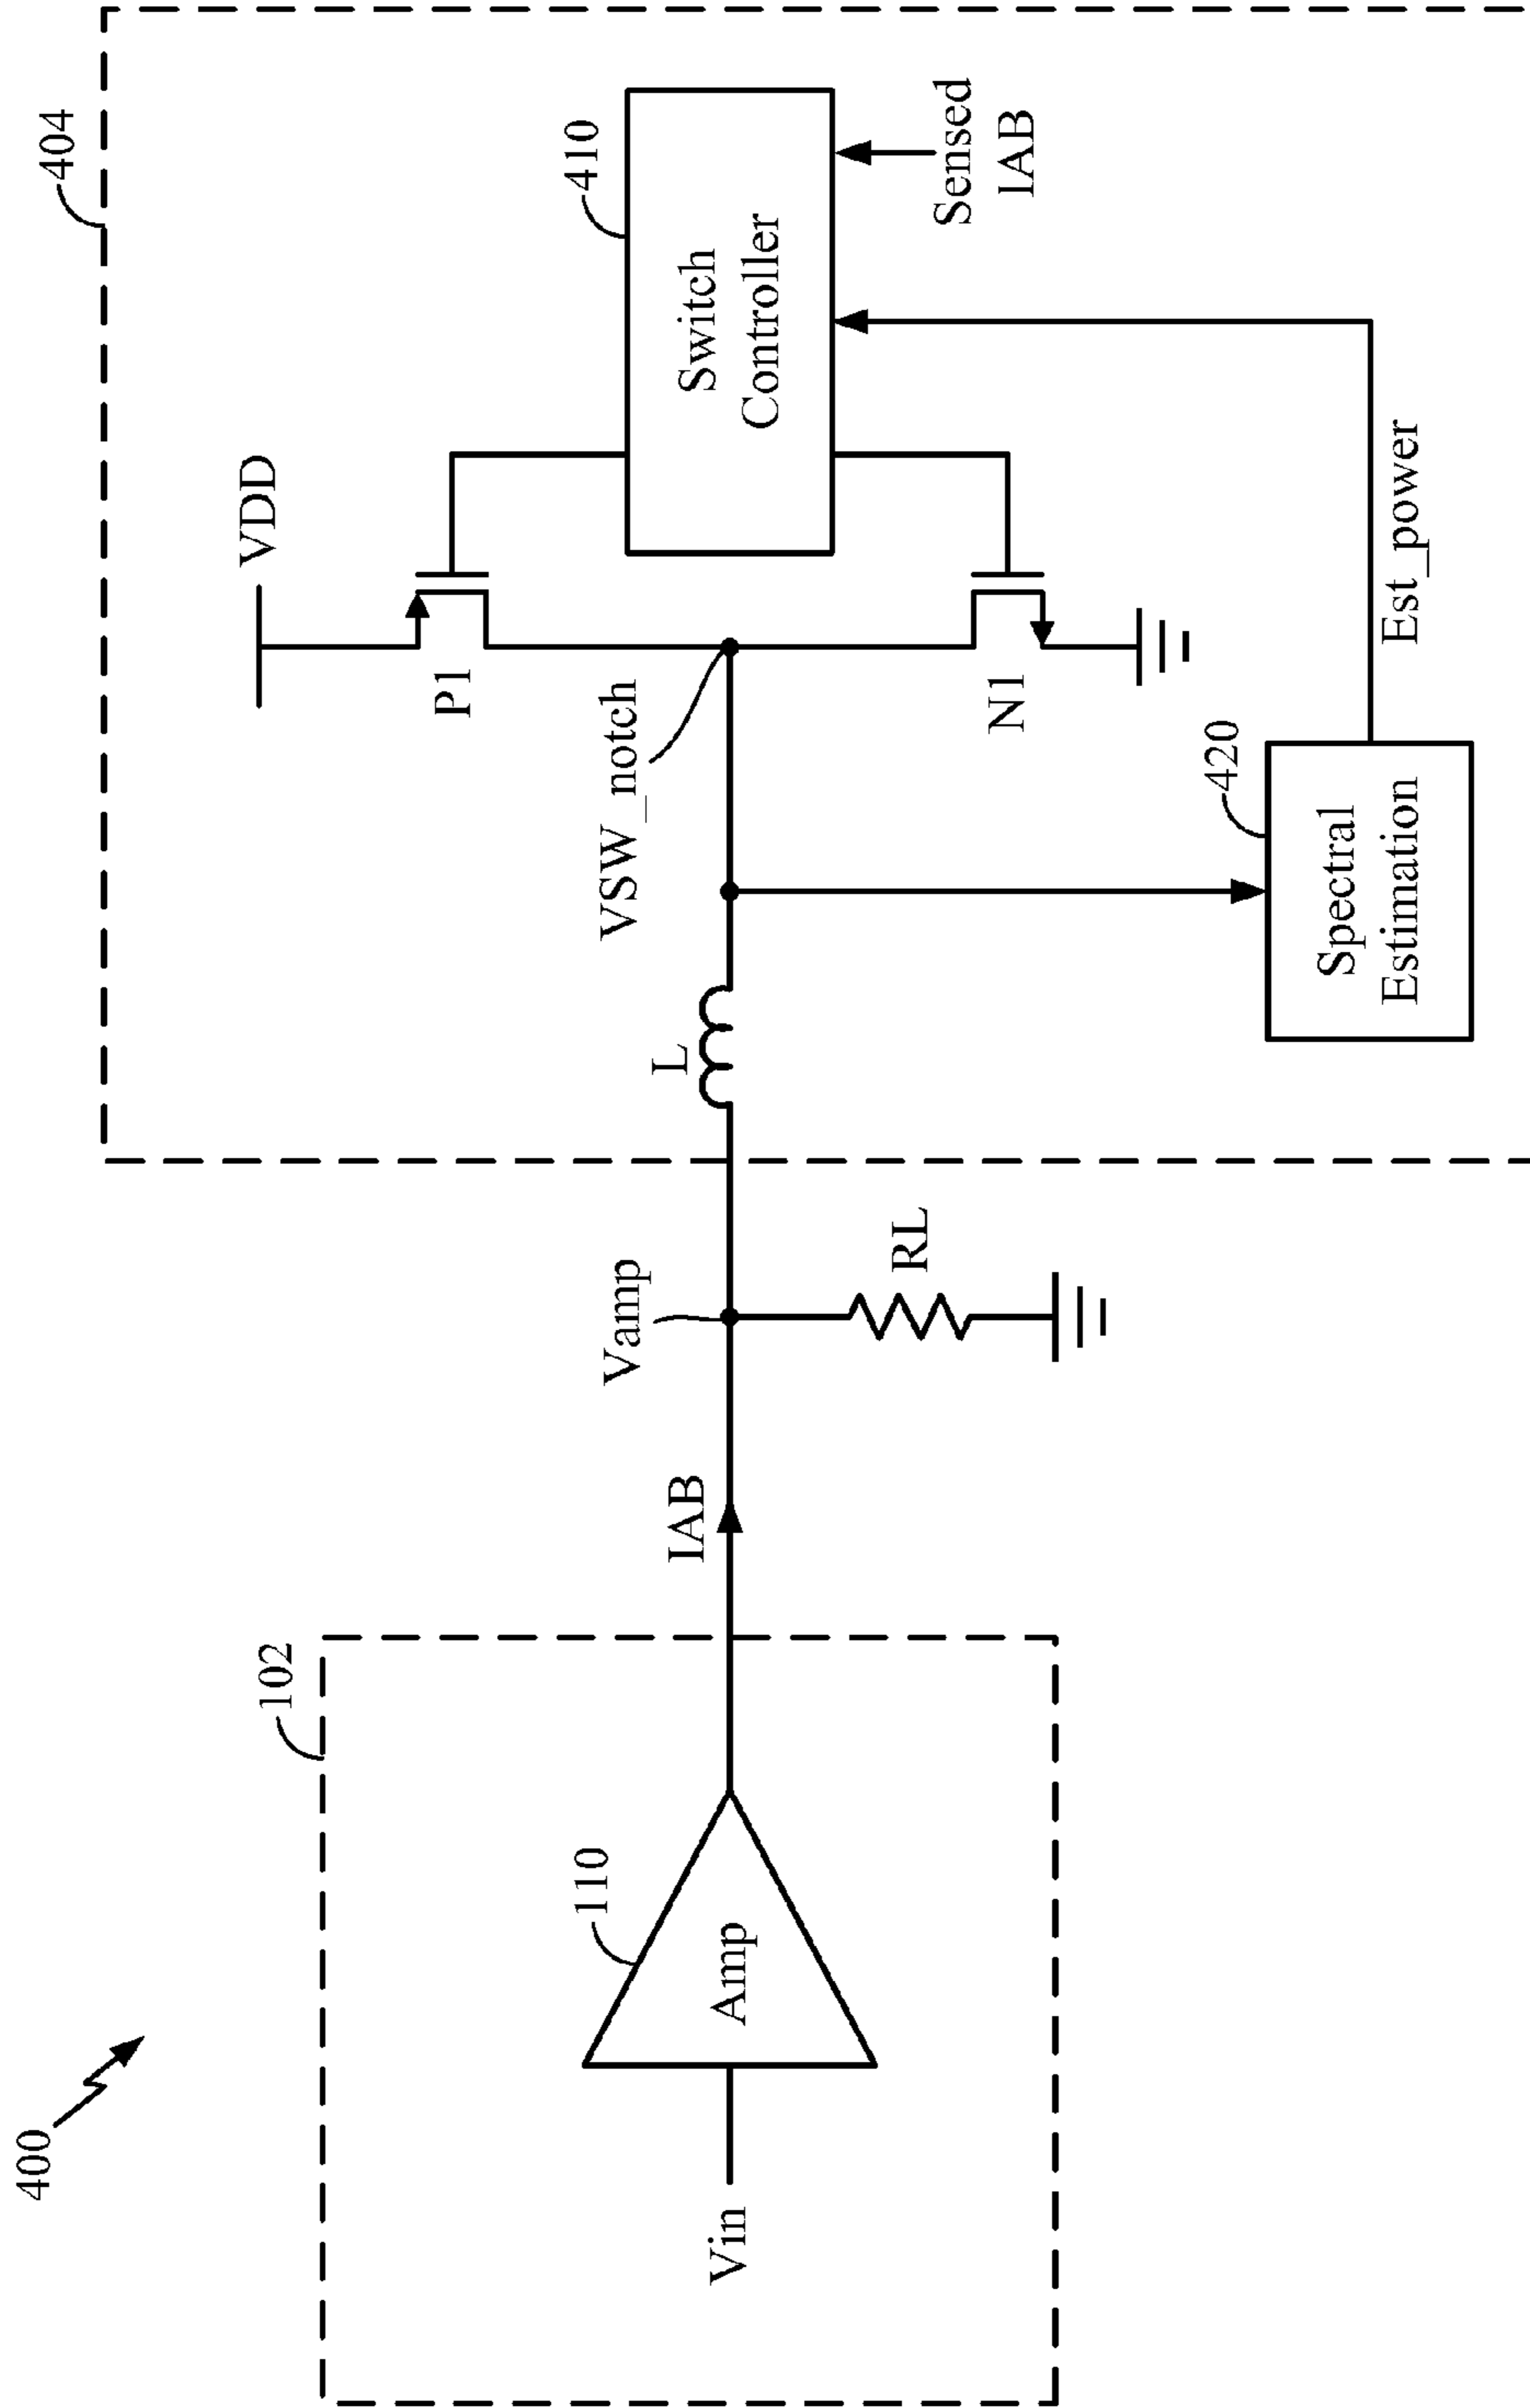 400
102
110
Amp
Vin
IAB
Vamp
RL
404
L
VSW_notch
VDD
P1
N1
410
Switch
Controller
Sensed
IAB
420
Spectral
Estimation
Est_power